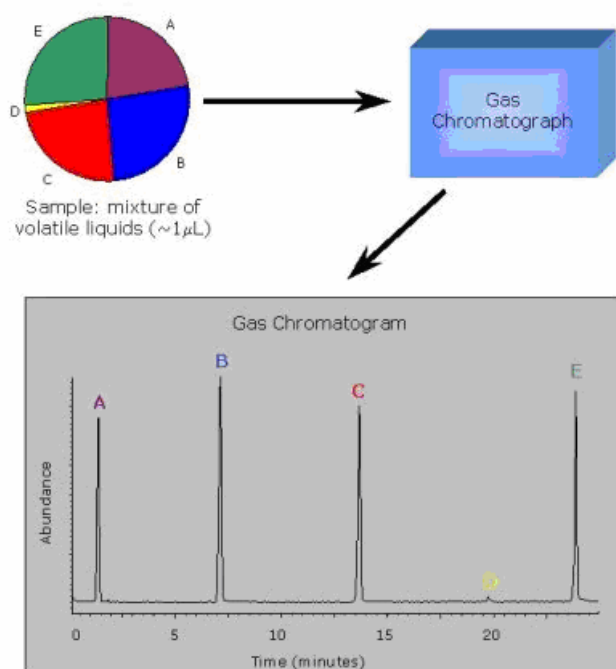 E
A
D
C
B
Sample: mixture of
volatile liquids (~1μL)
Gas
Chromatograph
Gas Chromatogram
A
B
C
D
E
Abundance
0 5 10 15 20
Time (minutes)